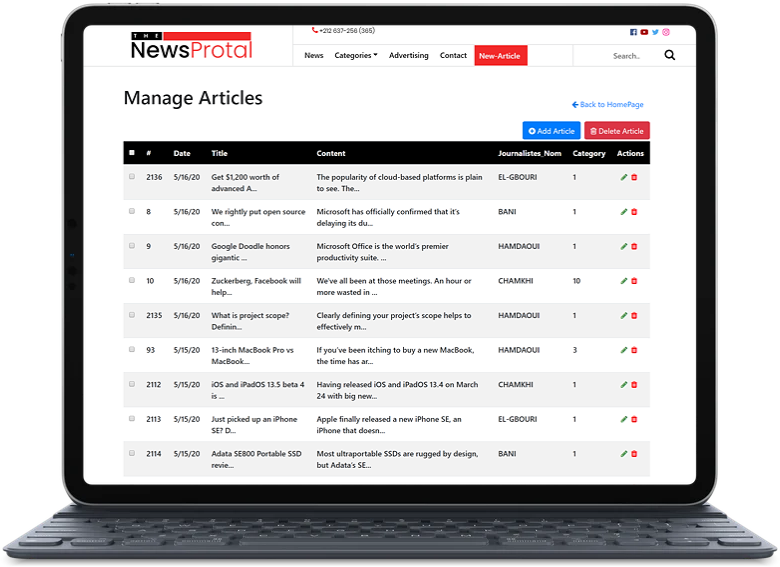 THE
NewsProtal
+212 637-256 (365)
News Categories Advertising Contact New-Article Search..
Manage Articles
Back to HomePage
Add Article Delete Article
# Date Title Content Journalistes_Nom Category Actions
2136 5/16/20 Get $1,200 worth of The popularity of cloud-based platforms is plain EL-GBOURI 1
advanced A... to see. The...
8 5/16/20 We rightly put open source Microsoft has officially confirmed that it's BANI 1
con... delaying its du...
9 5/16/20 Google Doodle honors Microsoft Office is the world's premier HAMDAOUI 1
gigantic ... productivity suite. ...
10 5/16/20 Zuckerberg, Facebook will We've all been at those meetings. An hour or CHAMKHI 10
help... more wasted in ...
2135 5/16/20 What is project scope? Clearly defining your project's scope helps to HAMDAOUI 1
Definin... effectively m...
93 5/15/20 13-inch MacBook Pro vs If you've been itching to buy a new MacBook, HAMDAOUI 3
MacBook... the time has ar...
2112 5/15/20 iOS and iPadOS 13.5 beta 4 Having released iOS and iPadOS 13.4 on March CHAMKHI 1
is ... 24 with big new...
2113 5/15/20 Just picked up an iPhone Apple finally released a new iPhone SE, an EL-GBOURI 1
SE? D... iPhone that doesn...
2114 5/15/20 Adata SE800 Portable SSD Most ultraportable SSDs are rugged by design, BANI 1
revie... but Adata's SE...